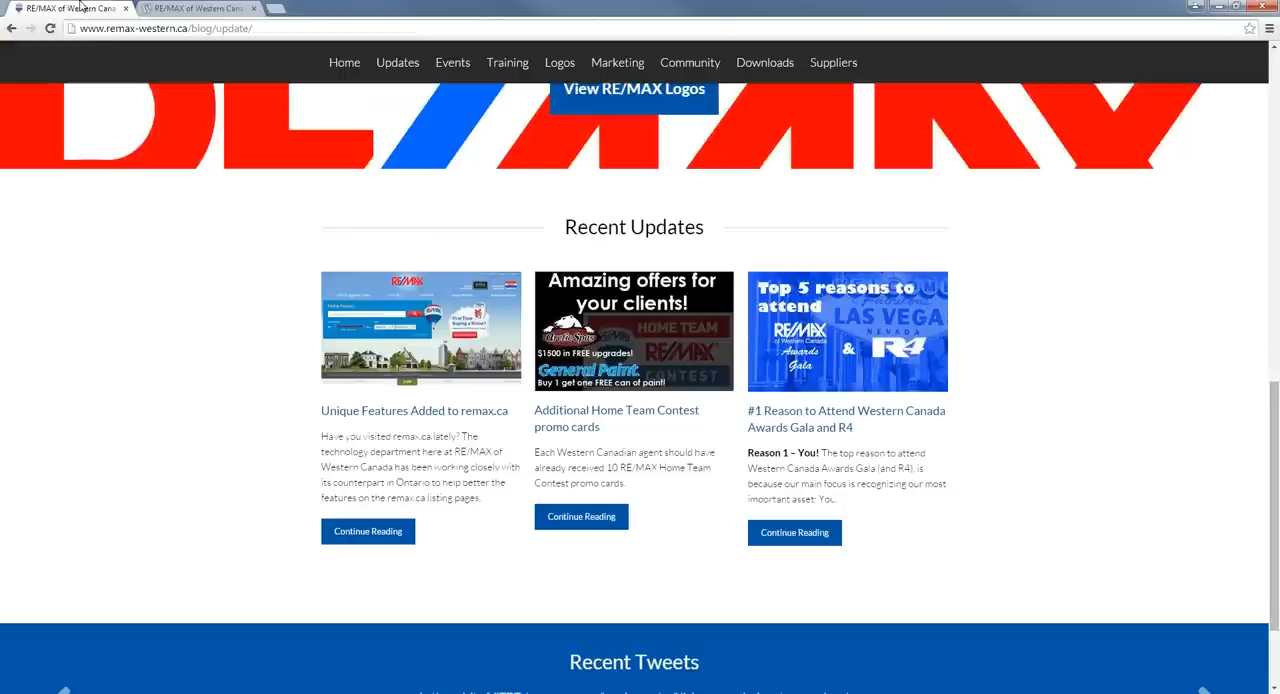 RE/MAX of Western Cana
RE/MAX of Western Cana
www.remax-western.ca/blog/update/
Home Updates Events Training Logos Marketing Community Downloads Suppliers
View RE/MAX Logos
Recent Updates
RE/MAX
Amazing offers for
your clients!
Arctic Spas
HOME TEAM
RE/MAX
CONTEST
$1500 in FREE upgrades!
General Paint
Buy 1 get one FREE can of paint!
Top 5 reasons to
attend
LAS VEGAS
NEVADA
RE/MAX
of Western Canada
Awards
Gala
& R4
Unique Features Added to remax.ca
Have you visited remax.ca lately? The
technology department here at RE/MAX of
Western Canada has been working closely with
its counterpart in Ontario to help better the
features on the remax.ca listing pages.
Continue Reading
Additional Home Team Contest
promo cards
Each Western Canadian agent should have
already received 10 RE/MAX Home Team
Contest promo cards.
Continue Reading
#1 Reason to Attend Western Canada
Awards Gala and R4
Reason 1 – You! The top reason to attend
Western Canada Awards Gala (and R4), is
because our main focus is recognizing our most
important asset: You.
Continue Reading
Recent Tweets